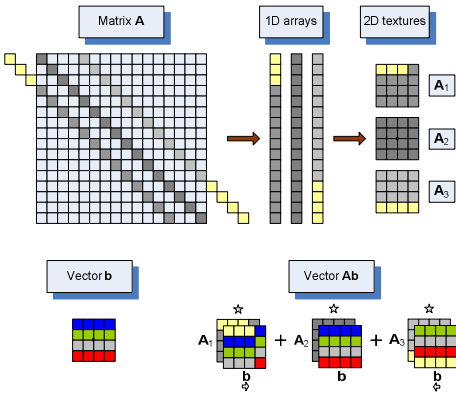 Matrix A
1D arrays
2D textures
A1
A2
A3
Vector b
Vector Ab
A1 + A2 + A3
b b b